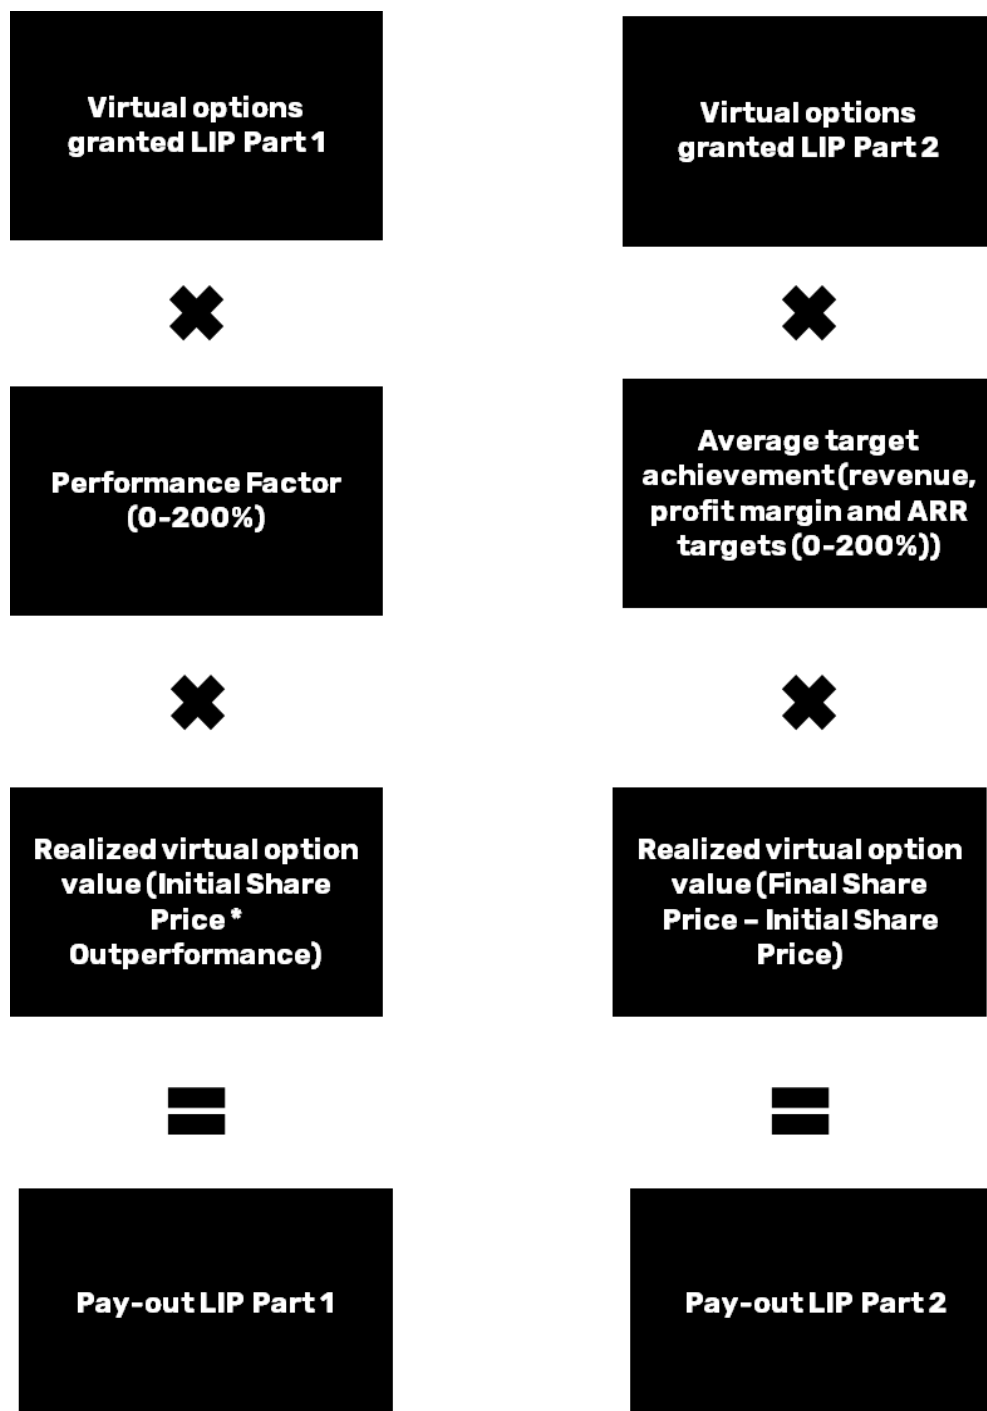 Virtual options
granted LIP Part 1
Performance Factor
(0-200%)
Realized virtual option
value (Initial Share
Price *
Outperformance)
Pay-out LIP Part 1
Virtual options
granted LIP Part 2
Average target
achievement (revenue,
profit margin and ARR
targets (0-200%))
Realized virtual option
value (Final Share
Price – Initial Share
Price)
Pay-out LIP Part 2